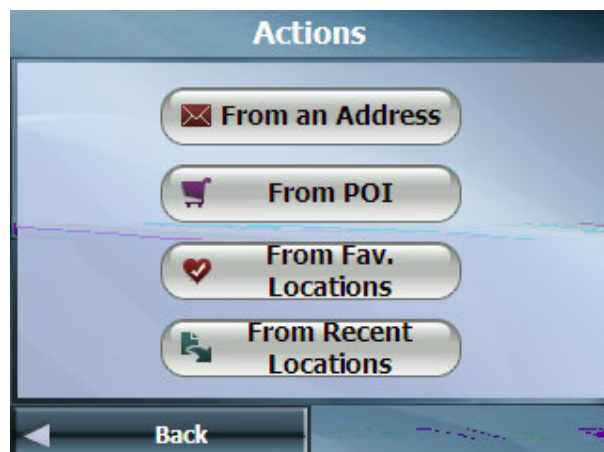 Actions
From an Address
From POI
From Fav.
Locations
From Recent
Locations
Back